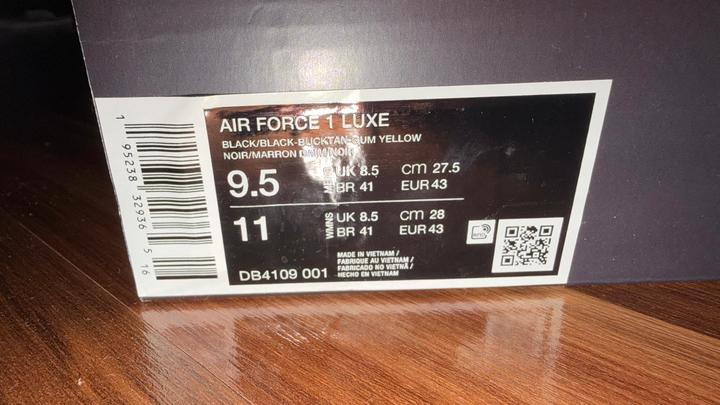 AIR FORCE 1 LUXE
BLACK/BLACK-BUCKTAN-GUM YELLOW
NOIR/MARRON
9.5 UK 8.5 cm 27.5
BR 41 EUR 43
11 WMNS UK 8.5 cm 28
BR 41 EUR 43
DB4109 001
MADE IN VIETNAM /
FABRIQUE AU VIETNAM /
FABRICADO NO VIETNÃ /
HECHO EN VIETNAM
1 95238 32936 5 16